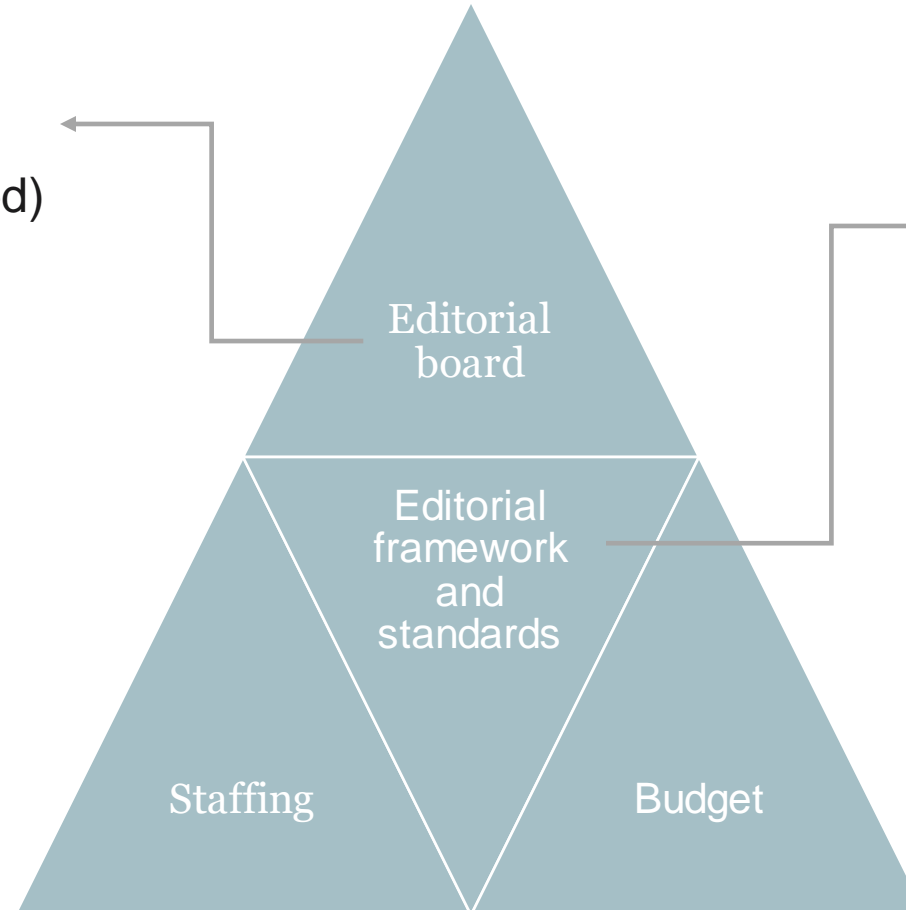 d)
Editorial
board
Editorial
framework
and
standards
Staffing
Budget